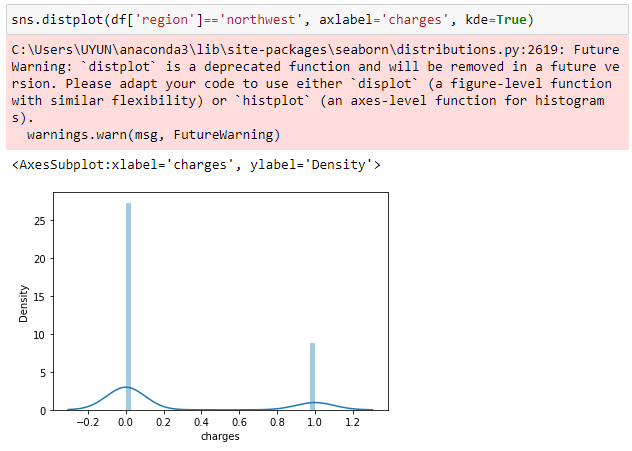 sns.distplot(df['region']=='northwest', axlabel='charges', kde=True)
C:\Users\UYUN\anaconda3\lib\site-packages\seaborn\distributions.py:2619: Future
Warning: `distplot` is a deprecated function and will be removed in a future ve
rsion. Please adapt your code to use either `displot` (a figure-level function
with similar flexibility) or `histplot` (an axes-level function for histogram
s).
warnings.warn(msg, FutureWarning)
<AxesSubplot:xlabel='charges', ylabel='Density'>
25
20
15
10
5
0
Density
−0.2 0.0 0.2 0.4 0.6 0.8 1.0 1.2
charges